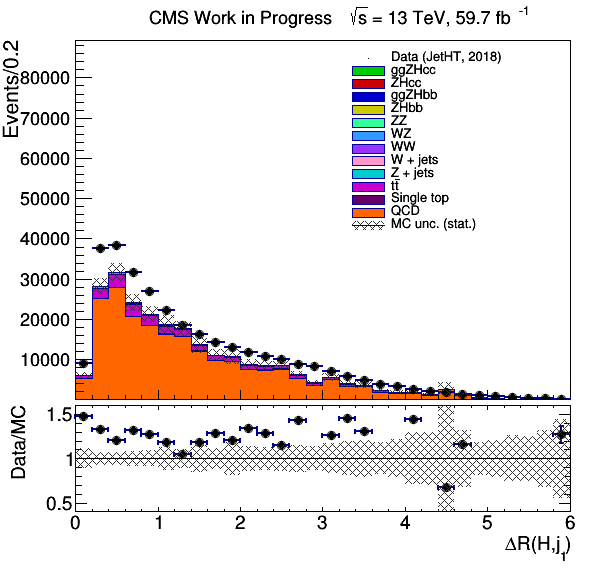 CMS Work in Progress √s = 13 TeV, 59.7 fb⁻¹
Events/0.2
80000
70000
60000
50000
40000
30000
20000
10000
Data (JetHT, 2018)
ggZHcc
ZHcc
ggZHbb
ZHbb
ZZ
WZ
WW
W + jets
Z + jets
tt̄
Single top
QCD
MC unc. (stat.)
Data/MC
1.5
1
0.5
0 1 2 3 4 5 6
ΔR(H,j₁)